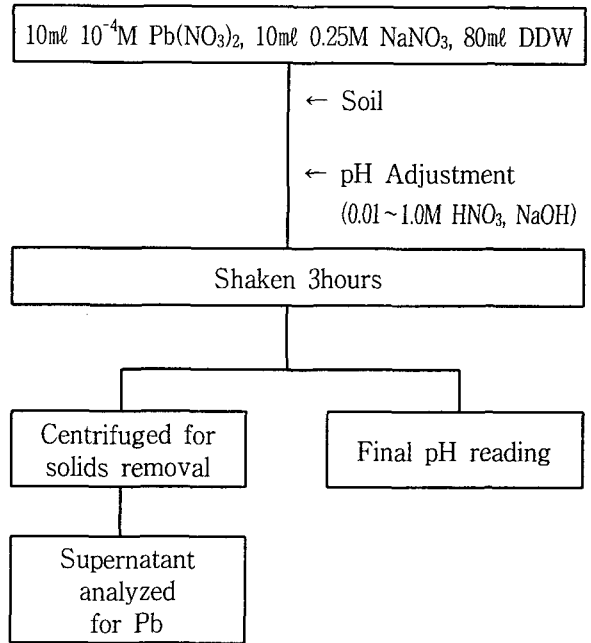 10㎖ 10⁻⁴M Pb(NO₃)₂, 10㎖ 0.25M NaNO₃, 80㎖ DDW
← Soil
← pH Adjustment
(0.01~1.0M HNO₃, NaOH)
Shaken 3hours
Centrifuged for
solids removal
Final pH reading
Supernatant
analyzed
for Pb